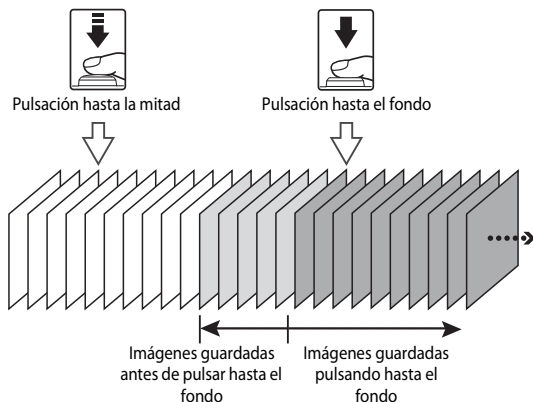 Pulsación hasta la mitad
Pulsación hasta el fondo
Imágenes guardadas
antes de pulsar hasta el
fondo
Imágenes guardadas
pulsando hasta el
fondo